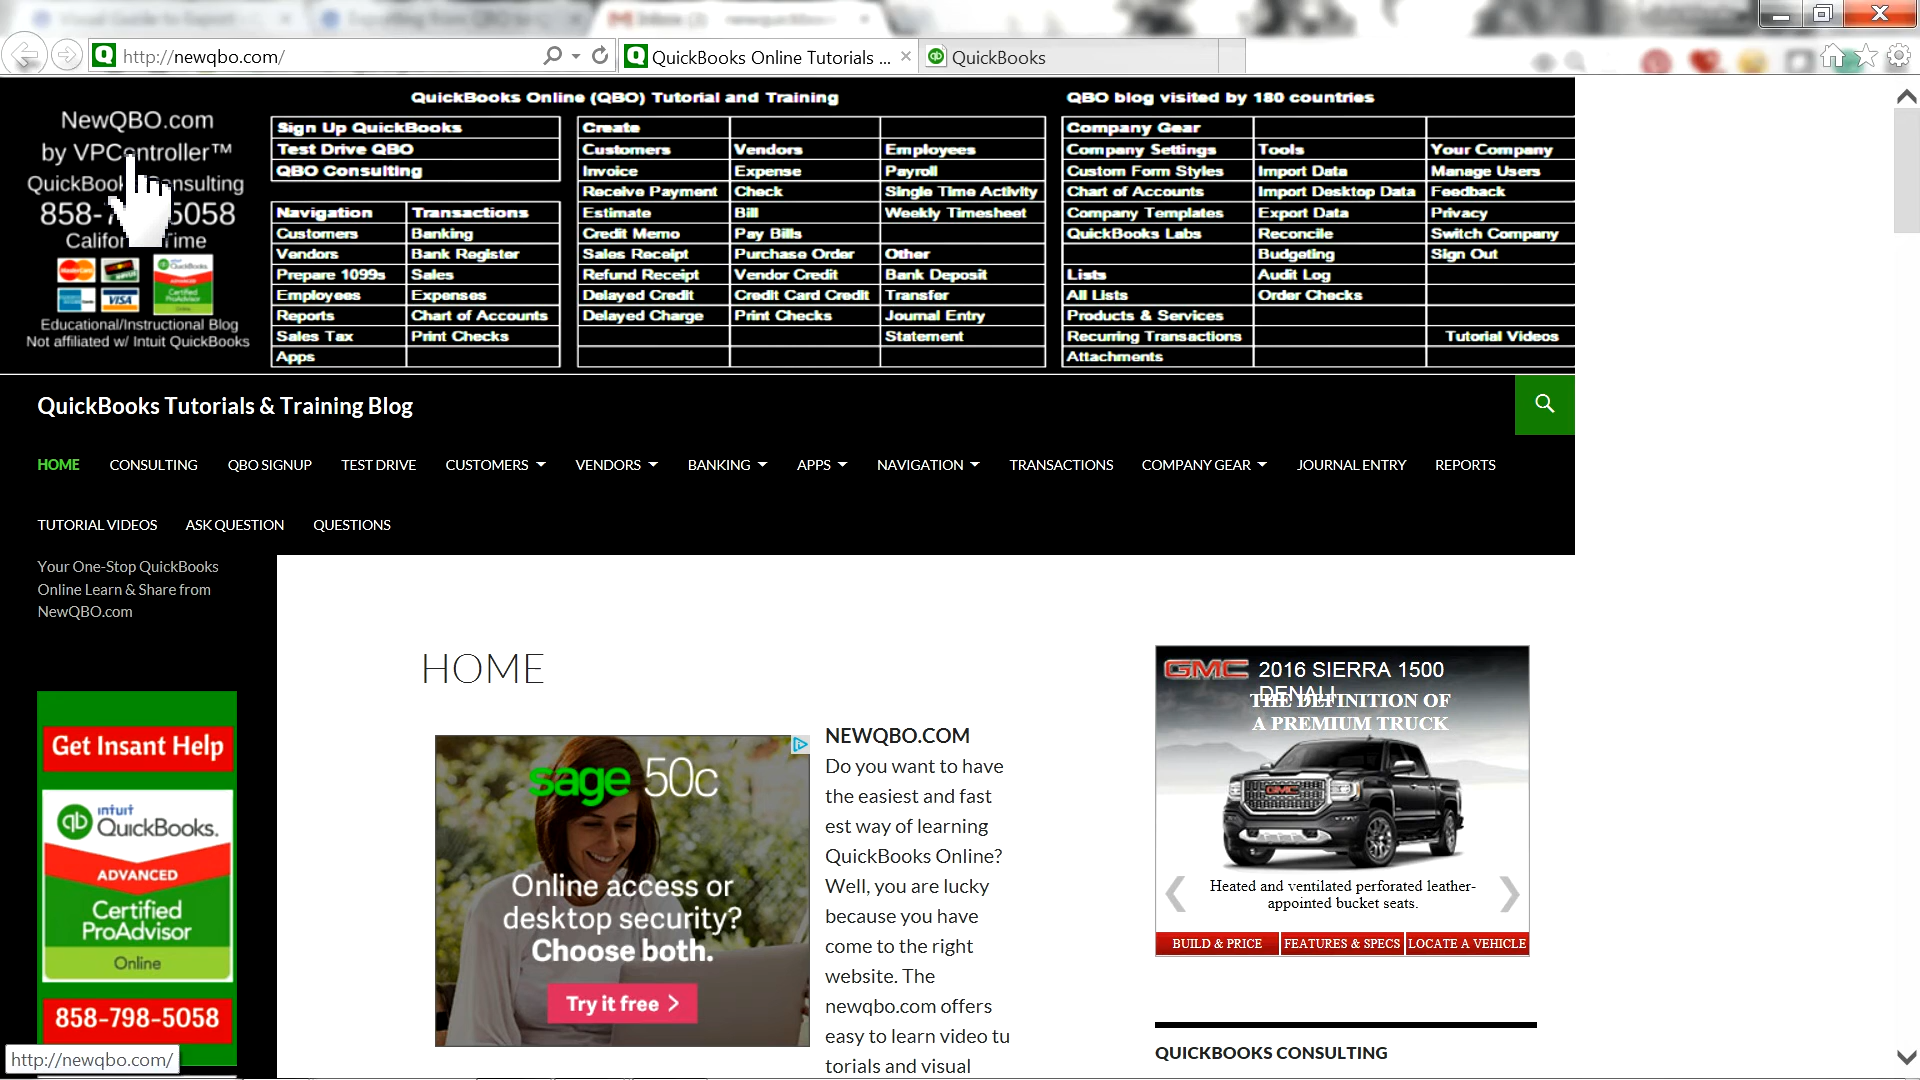 http://newqbo.com/
QuickBooks Online Tutorials ...
QuickBooks
NewQBO.com
by VPController™
858-
5058
Educational/Instructional Blog
Not affiliated w/ Intuit QuickBooks
QuickBooks Online (QBO) Tutorial and Training
Sign Up QuickBooks
Test Drive QBO
QBO Consulting
Navigation Transactions
Customers Banking
Vendors Bank Register
Prepare 1099s Sales
Employees Expenses
Reports Chart of Accounts
Sales Tax Print Checks
Apps
Create
Customers Vendors Employees
Invoice Expense Payroll
Receive Payment Check Single Time Activity
Estimate Bill Weekly Timesheet
Credit Memo Pay Bills
Sales Receipt Purchase Order Other
Refund Receipt Vendor Credit Bank Deposit
Delayed Credit Credit Card Credit Transfer
Delayed Charge Print Checks Journal Entry
Statement
QBO blog visited by 180 countries
Company Gear
Company Settings Tools Your Company
Custom Form Styles Import Data Manage Users
Chart of Accounts Import Desktop Data Feedback
Company Templates Export Data Privacy
QuickBooks Labs Reconcile Switch Company
Budgeting Sign Out
Lists Audit Log
All Lists Order Checks
Products & Services
Recurring Transactions Tutorial Videos
Attachments
QuickBooks Tutorials & Training Blog
HOME CONSULTING QBO SIGNUP TEST DRIVE CUSTOMERS VENDORS BANKING APPS NAVIGATION TRANSACTIONS COMPANY GEAR JOURNAL ENTRY REPORTS
TUTORIAL VIDEOS ASK QUESTION QUESTIONS
Your One-Stop QuickBooks
Online Learn & Share from
NewQBO.com
Get Insant Help
intuit
QuickBooks.
ADVANCED
Certified
ProAdvisor
Online
858-798-5058
http://newqbo.com/
HOME
sage 50c
Online access or
desktop security?
Choose both.
Try it free >
NEWQBO.COM
Do you want to have
the easiest and fast
est way of learning
QuickBooks Online?
Well, you are lucky
because you have
come to the right
website. The
newqbo.com offers
easy to learn video tu
torials and visual
GMC 2016 SIERRA 1500
DENALI
THE DEFINITION OF
A PREMIUM TRUCK
Heated and ventilated perforated leather-
appointed bucket seats.
BUILD & PRICE FEATURES & SPECS LOCATE A VEHICLE
QUICKBOOKS CONSULTING